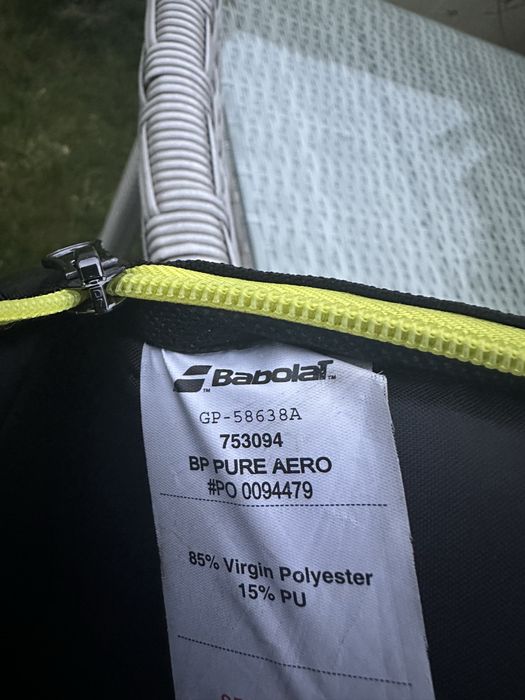 BabolaT
GP-58638A
753094
BP PURE AERO
#PO 0094479
85% Virgin Polyester
15% PU